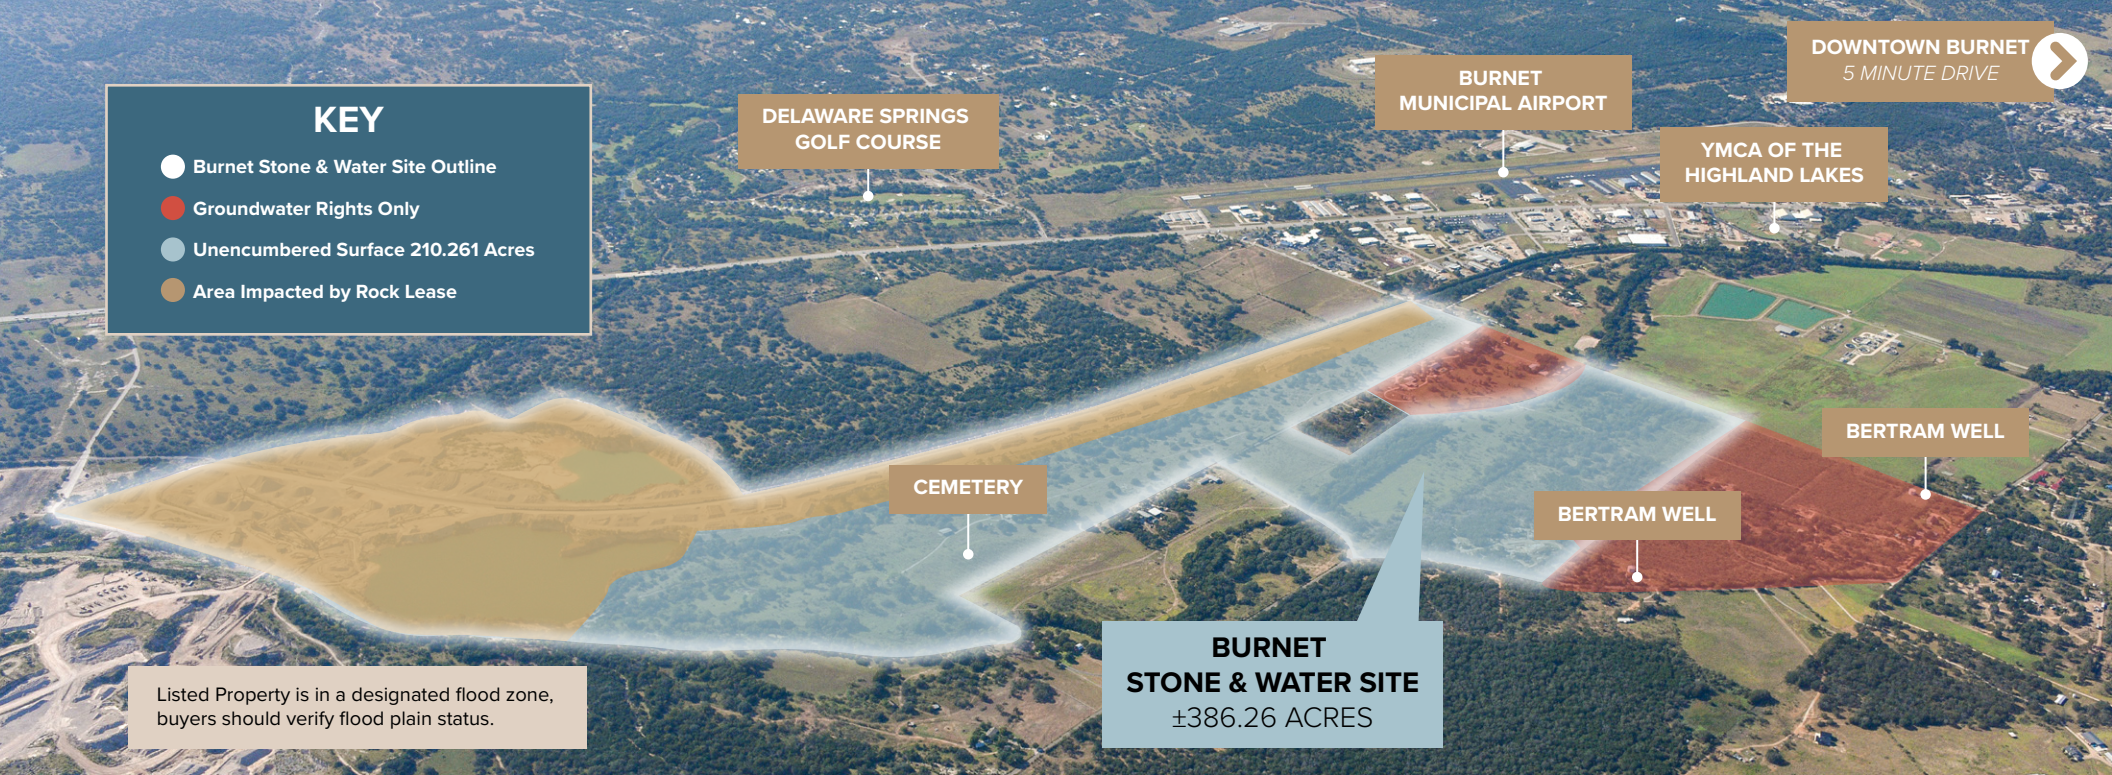 KEY
Burnet Stone & Water Site Outline
Groundwater Rights Only
Unencumbered Surface 210.261 Acres
Area Impacted by Rock Lease
DELAWARE SPRINGS
GOLF COURSE
BURNET
MUNICIPAL AIRPORT
DOWNTOWN BURNET
5 MINUTE DRIVE
YMCA OF THE
HIGHLAND LAKES
CEMETERY
BERTRAM WELL
BERTRAM WELL
BURNET
STONE & WATER SITE
±386.26 ACRES
Listed Property is in a designated flood zone,
buyers should verify flood plain status.